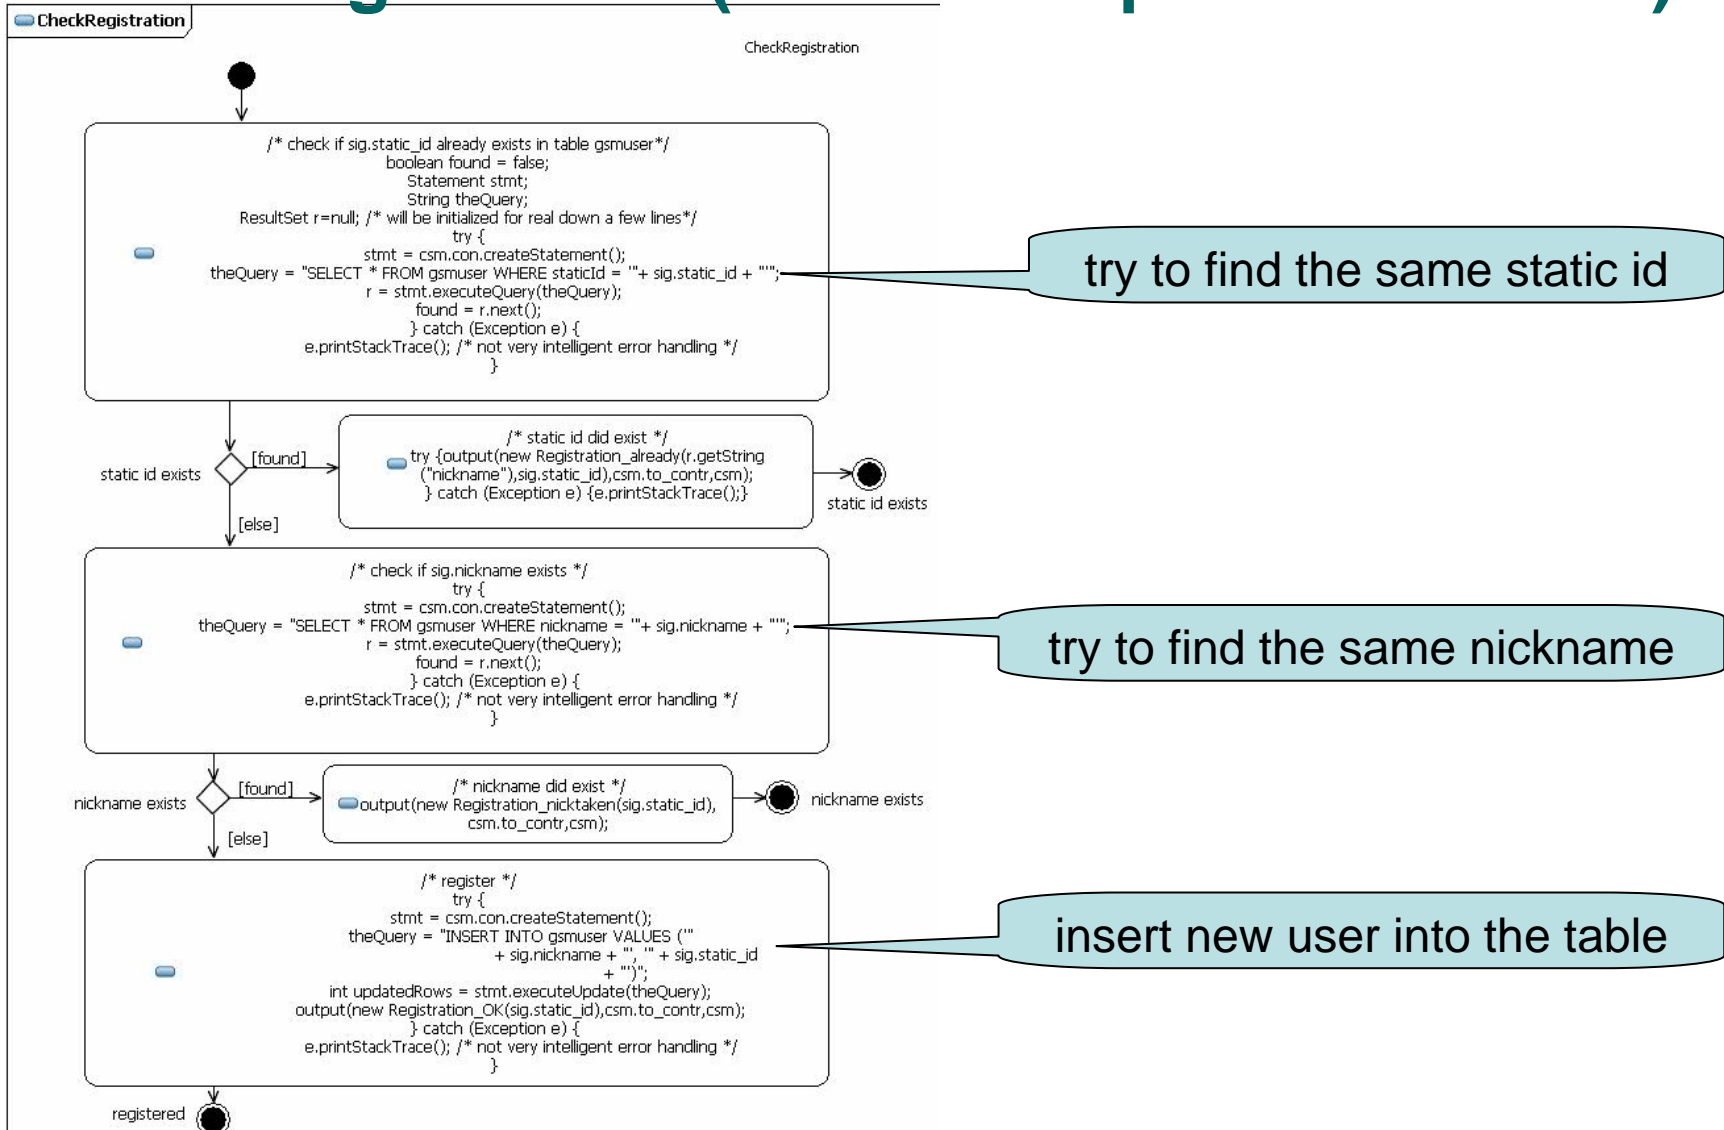 CheckRegistration
CheckRegistration
/* check if sig.static_id already exists in table gsmuser*/
boolean found = false;
Statement stmt;
String theQuery;
ResultSet r=null; /* will be initialized for real down a few lines*/
try {
stmt = csm.con.createStatement();
theQuery = "SELECT * FROM gsmuser WHERE staticId = '"+ sig.static_id + "'";
r = stmt.executeQuery(theQuery);
found = r.next();
} catch (Exception e) {
e.printStackTrace(); /* not very intelligent error handling */
}
try to find the same static id
static id exists
[found]
/* static id did exist */
try {output(new Registration_already(r.getString
("nickname"),sig.static_id),csm.to_contr,csm);
} catch (Exception e) {e.printStackTrace();}
static id exists
[else]
/* check if sig.nickname exists */
try {
stmt = csm.con.createStatement();
theQuery = "SELECT * FROM gsmuser WHERE nickname = '"+ sig.nickname + "'";
r = stmt.executeQuery(theQuery);
found = r.next();
} catch (Exception e) {
e.printStackTrace(); /* not very intelligent error handling */
}
try to find the same nickname
nickname exists
[found]
/* nickname did exist */
output(new Registration_nicktaken(sig.static_id),
csm.to_contr,csm);
nickname exists
[else]
/* register */
try {
stmt = csm.con.createStatement();
theQuery = "INSERT INTO gsmuser VALUES ('"
+ sig.nickname + "', '" + sig.static_id
+ "')";
int updatedRows = stmt.executeUpdate(theQuery);
output(new Registration_OK(sig.static_id),csm.to_contr,csm);
} catch (Exception e) {
e.printStackTrace(); /* not very intelligent error handling */
}
insert new user into the table
registered